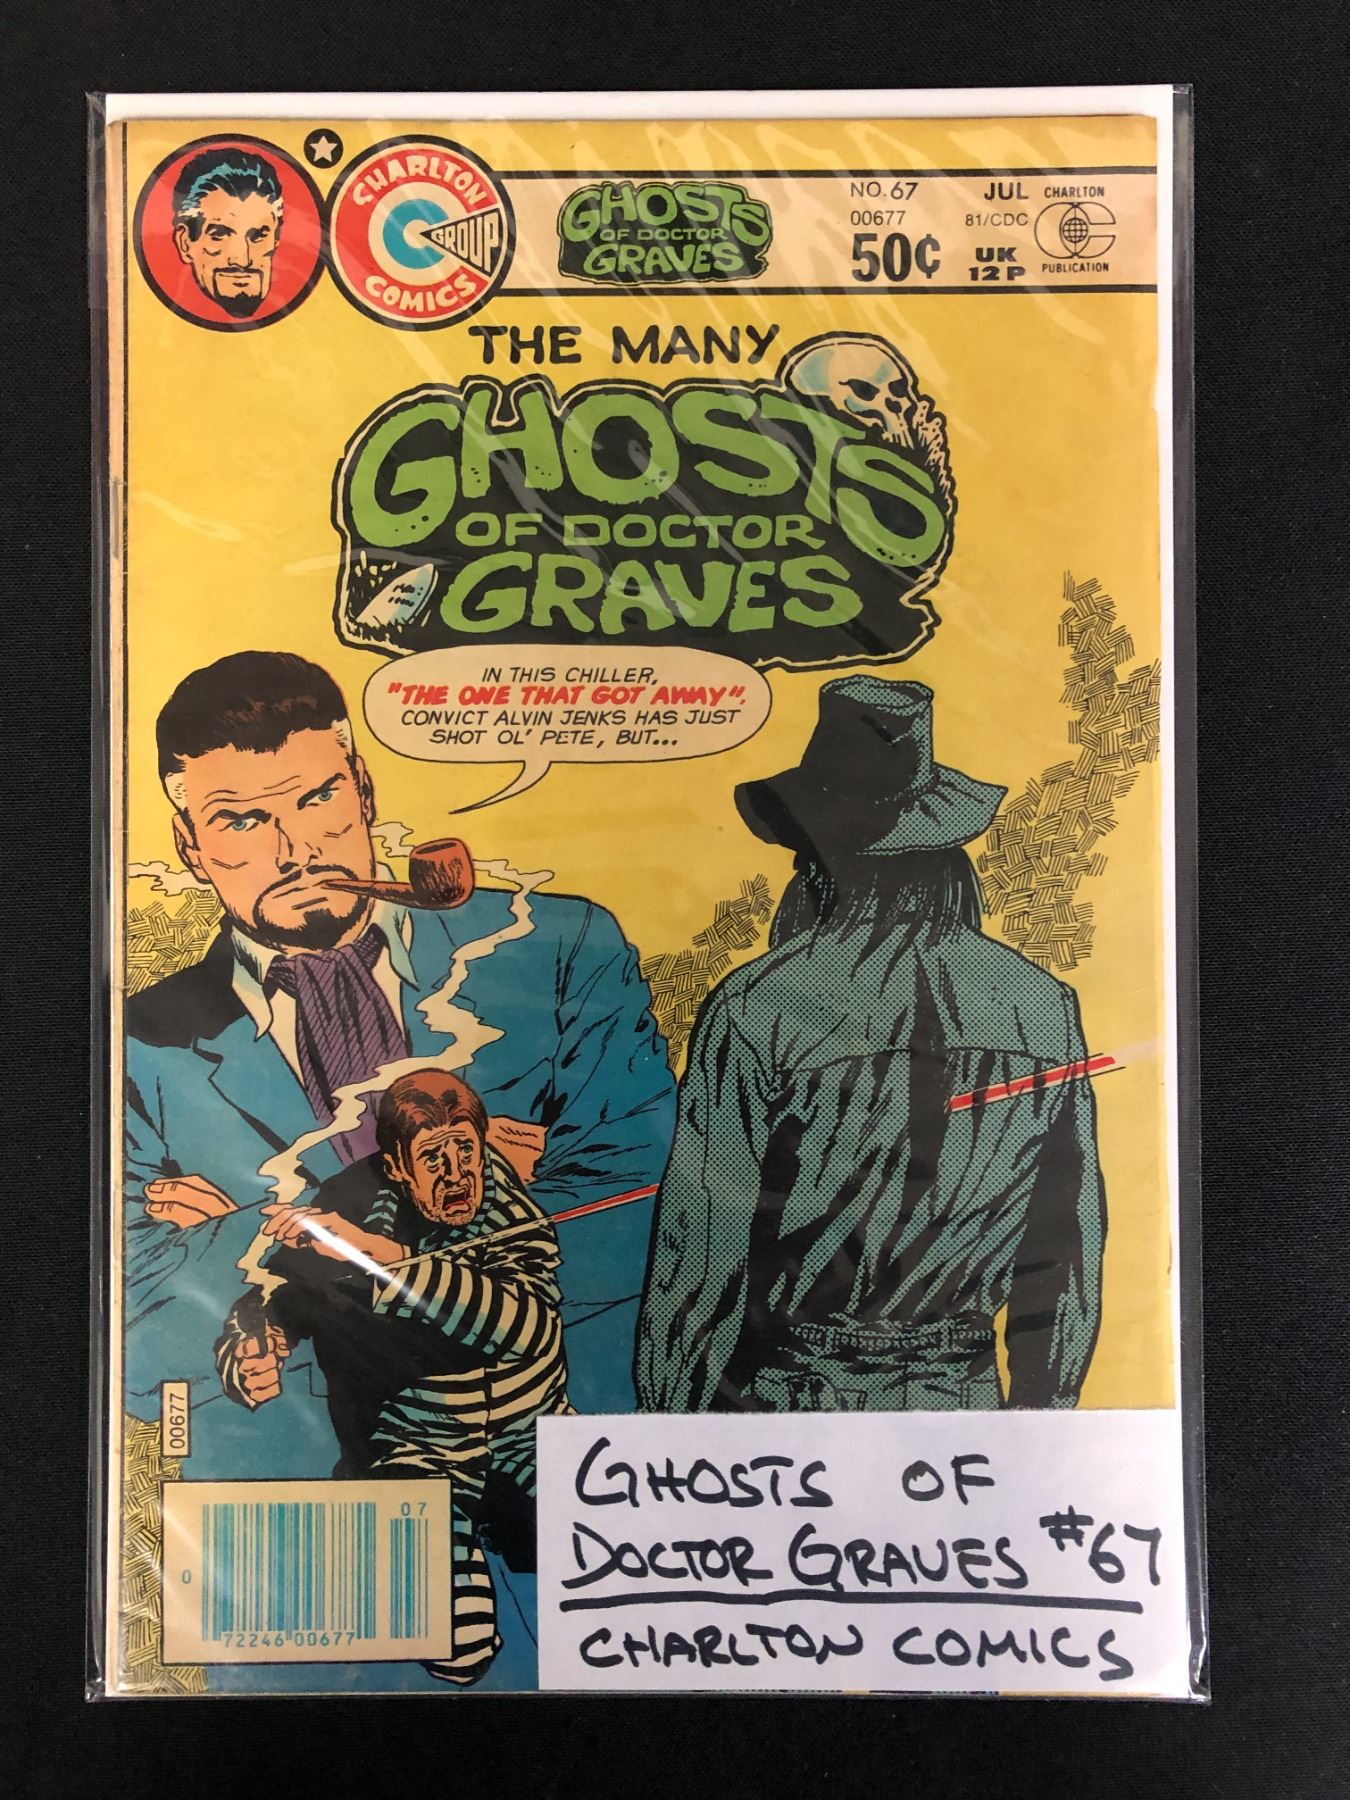 CHARLTON
COMICS
GROUP
GHOSTS
OF DOCTOR
GRAVES
NO. 67
00677
50¢
JUL
81/CDC
UK
12P
CHARLTON
PUBLICATION
THE MANY
GHOSTS
OF DOCTOR
GRAVES
IN THIS CHILLER,
"THE ONE THAT GOT AWAY".
CONVICT ALVIN JENKS HAS JUST
SHOT OL' PETE, BUT...
00677
07
0
72246 00677
GHOSTS OF
DOCTOR GRAVES #67
CHARLTON COMICS